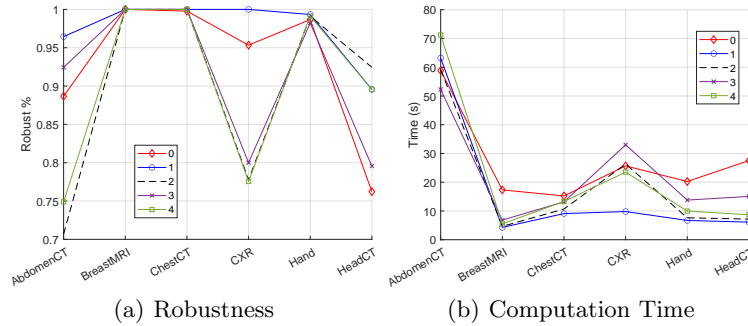 1
0.95
0.9
0.85
0.8
0.75
0.7
Robust %
0
1
2
3
4
AbdomenCT
BreastMRI
ChestCT
CXR
Hand
HeadCT
(a) Robustness
80
70
60
50
40
30
20
10
0
Time (s)
0
1
2
3
4
AbdomenCT
BreastMRI
ChestCT
CXR
Hand
HeadCT
(b) Computation Time